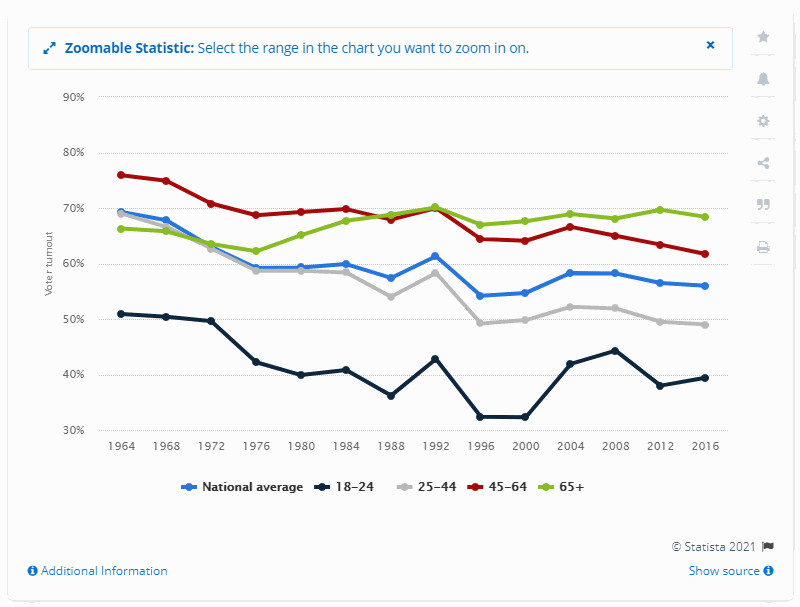 Zoomable Statistic: Select the range in the chart you want to zoom in on.
90%
80%
70%
60%
50%
40%
30%
Voter turnout
1964 1968 1972 1976 1980 1984 1988 1992 1996 2000 2004 2008 2012 2016
National average 18–24 25–44 45–64 65+
© Statista 2021
Additional Information Show source